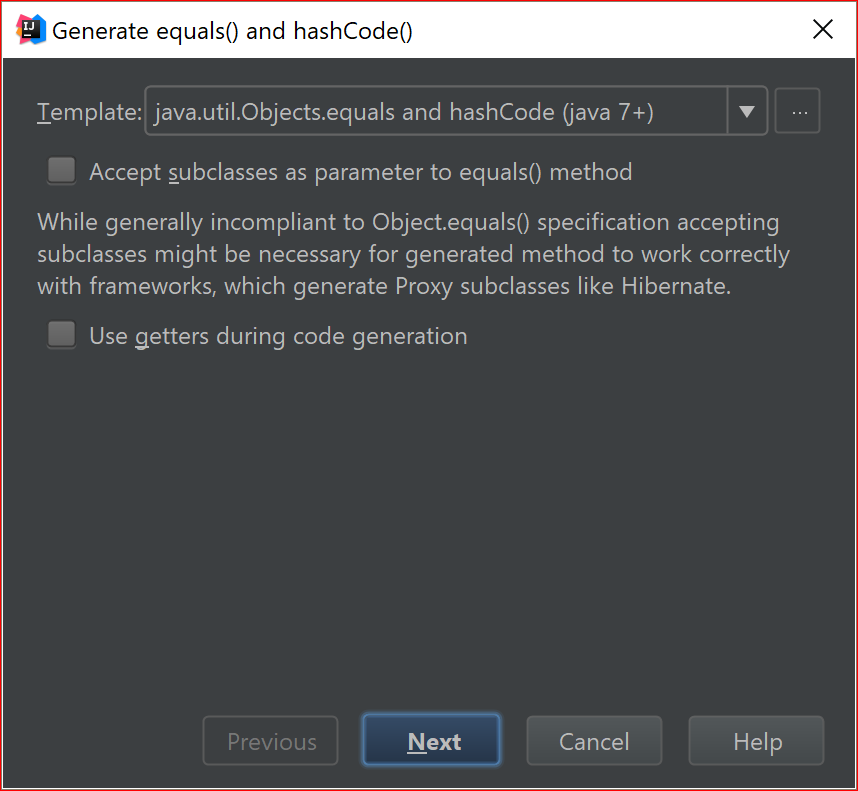 IJ
Generate equals() and hashCode()
Template: java.util.Objects.equals and hashCode (java 7+) ...
Accept subclasses as parameter to equals() method
While generally incompliant to Object.equals() specification accepting
subclasses might be necessary for generated method to work correctly
with frameworks, which generate Proxy subclasses like Hibernate.
Use getters during code generation
Previous Next Cancel Help